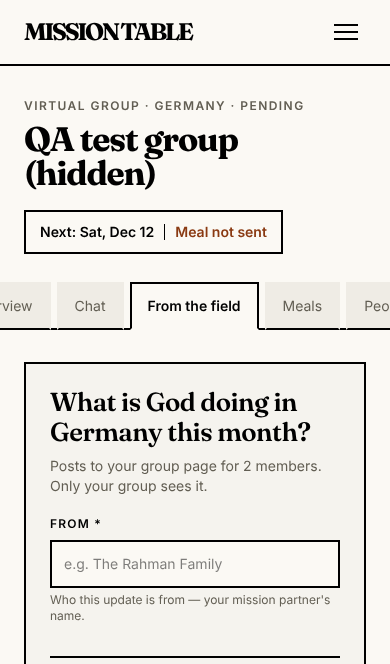 MISSION TABLE
VIRTUAL GROUP · GERMANY · PENDING
QA test group
(hidden)
Next: Sat, Dec 12 | Meal not sent
rview Chat From the field Meals Peo
What is God doing in
Germany this month?
Posts to your group page for 2 members.
Only your group sees it.
FROM *
e.g. The Rahman Family
Who this update is from — your mission partner's
name.